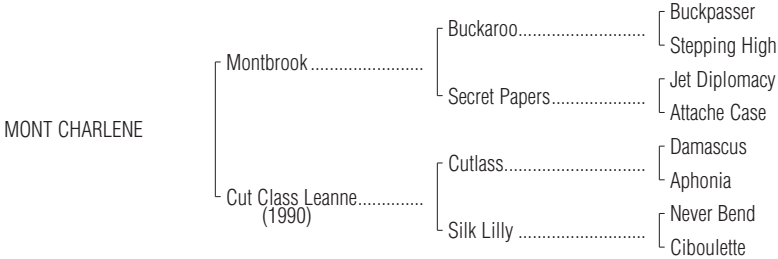 Buckpasser
Buckaroo..............................
Stepping High
Montbrook ..........................
Jet Diplomacy
Secret Papers......................
Attache Case
MONT CHARLENE
Damascus
Cutlass.................................
Aphonia
Cut Class Leanne...............
(1990)
Never Bend
Silk Lilly ..............................
Ciboulette